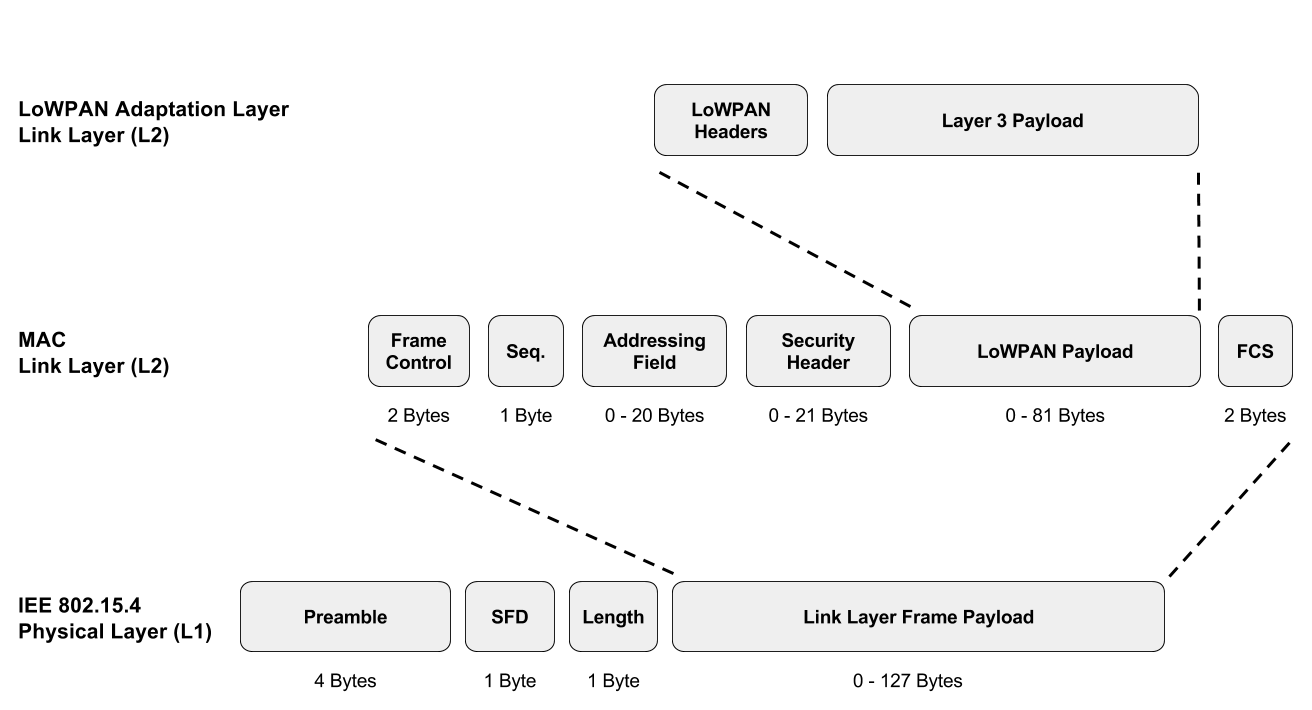 LoWPAN Adaptation Layer
Link Layer (L2)
LoWPAN
Headers
Layer 3 Payload
MAC
Link Layer (L2)
Frame
Control
Seq.
Addressing
Field
Security
Header
LoWPAN Payload
FCS
2 Bytes
1 Byte
0 - 20 Bytes
0 - 21 Bytes
0 - 81 Bytes
2 Bytes
IEE 802.15.4
Physical Layer (L1)
Preamble
SFD
Length
Link Layer Frame Payload
4 Bytes
1 Byte
1 Byte
0 - 127 Bytes